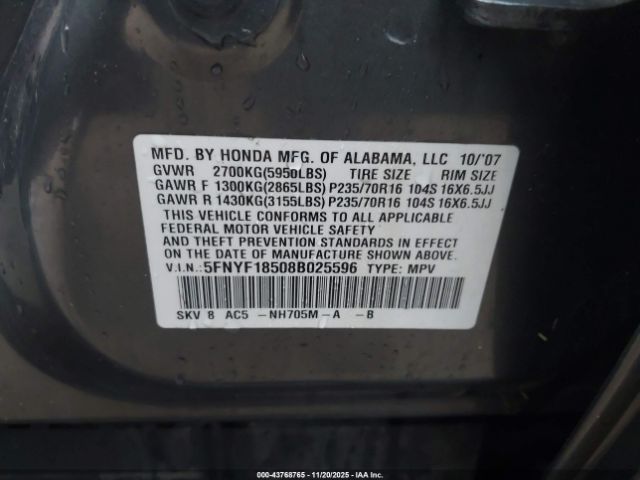 MFD. BY HONDA MFG. OF ALABAMA, LLC 10/'07
GVWR 2700KG(5950LBS) TIRE SIZE RIM SIZE
GAWR F 1300KG(2865LBS) P235/70R16 104S 16X6.5JJ
GAWR R 1430KG(3155LBS) P235/70R16 104S 16X6.5JJ
THIS VEHICLE CONFORMS TO ALL APPLICABLE
FEDERAL MOTOR VEHICLE SAFETY
AND THEFT PREVENTION STANDARDS IN EFFECT
ON THE DATE OF MANUFACTURE SHOWN ABOVE.
V.I.N.:5FNYF18508B025596 TYPE: MPV
SKV 8 AC5 -NH705M-A -B
000-43768765 - 11/20/2025 - IAAI.COM